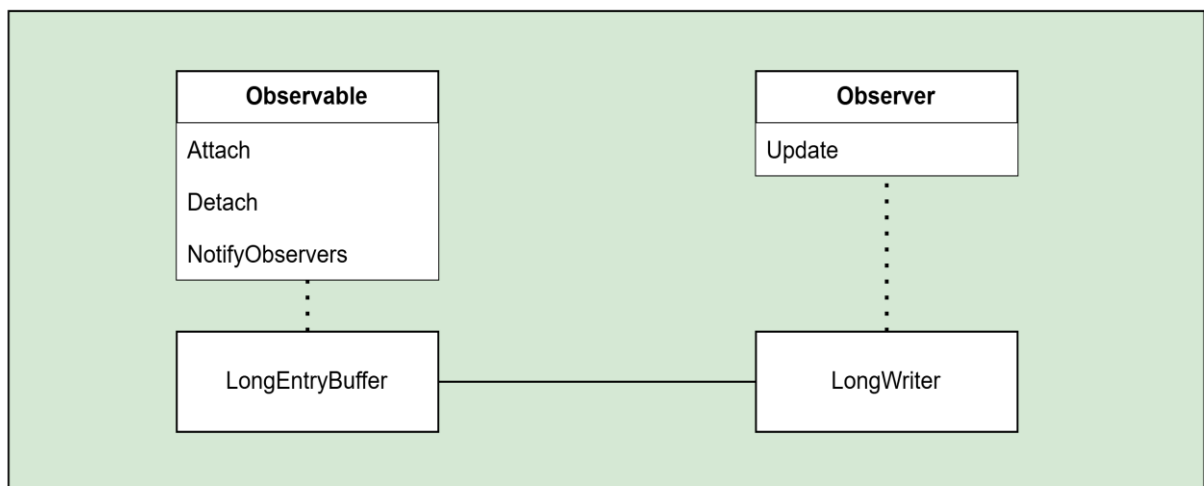 Observable
Attach
Detach
NotifyObservers
Observer
Update
LongEntryBuffer
LongWriter